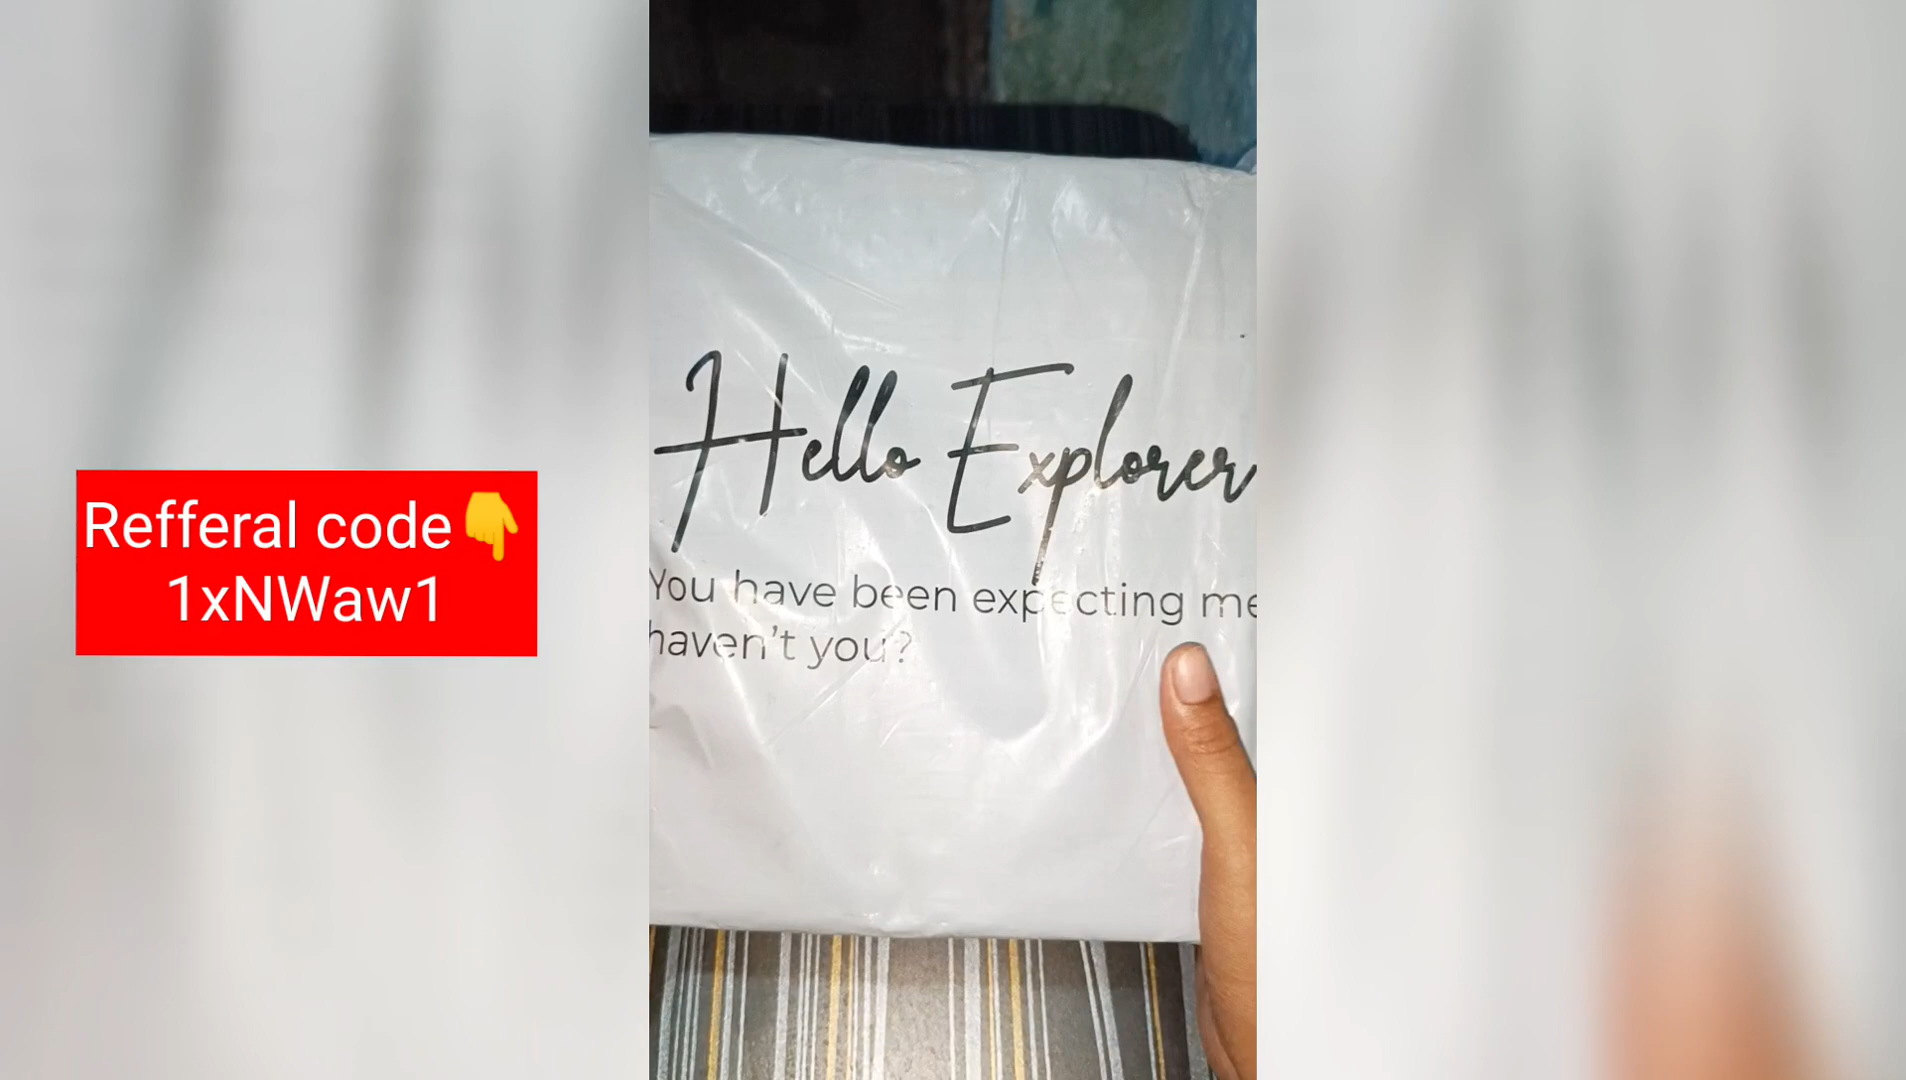 Refferal code👇
1xNWaw1
Hello Explorer
You have been expecting me
haven't you?